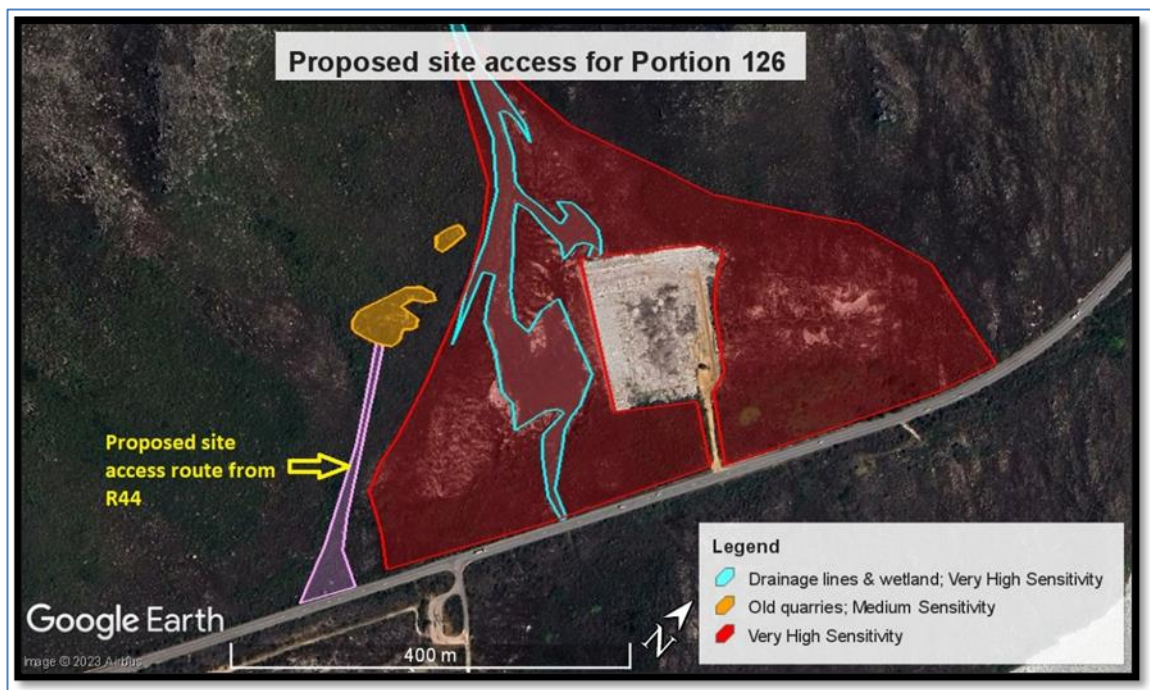 Proposed site access for Portion 126
Proposed site
access route from
R44
Legend
Drainage lines & wetland; Very High Sensitivity
Old quarries; Medium Sensitivity
Very High Sensitivity
Google Earth
N
400 m
Image © 2023 Airbus